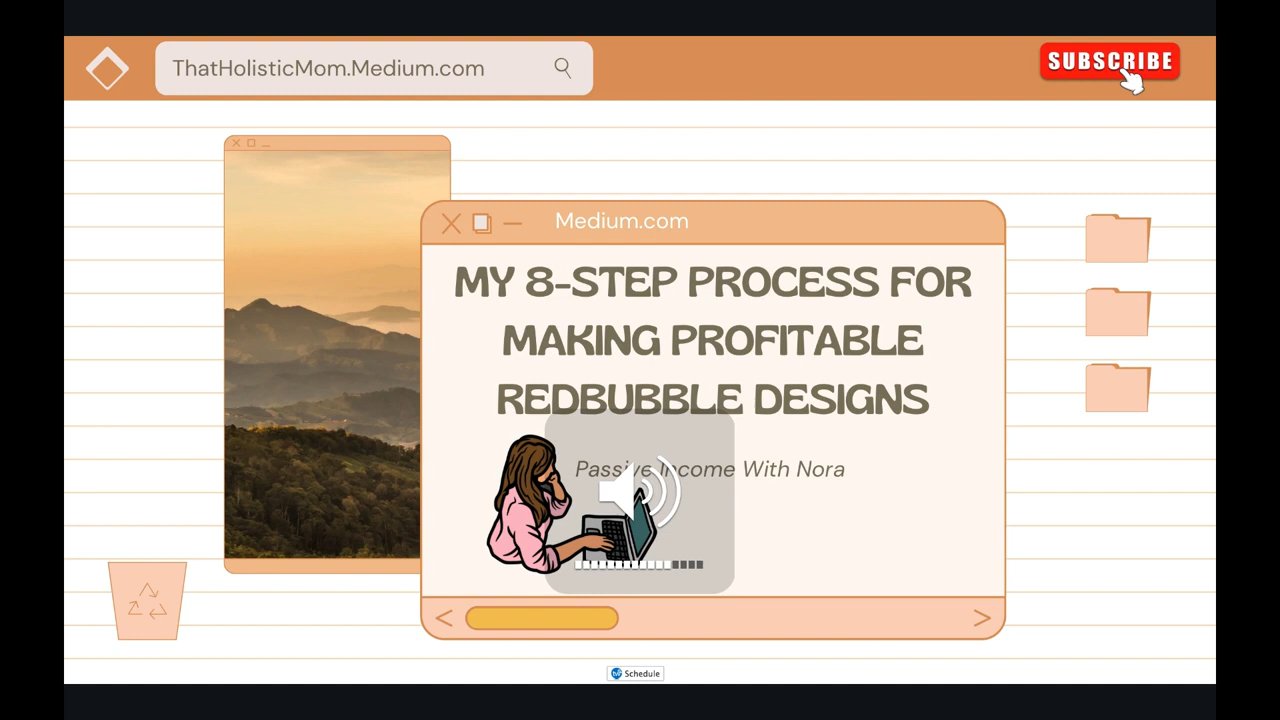 ThatHolisticMom.Medium.com
SUBSCRIBE
Medium.com
MY 8-STEP PROCESS FOR
MAKING PROFITABLE
REDBUBBLE DESIGNS
Passive Income With Nora
Schedule